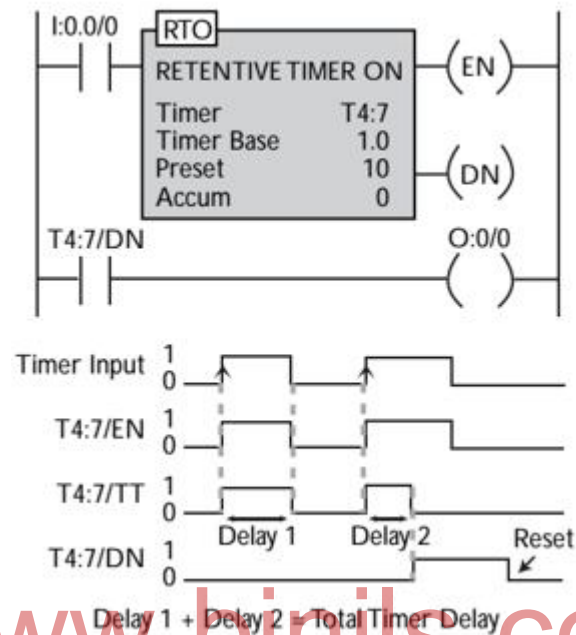 I:0.0/0
RTO
RETENTIVE TIMER ON
EN
Timer T4:7
Timer Base 1.0
Preset 10
Accum 0
DN
T4:7/DN O:0/0
Timer Input 1
0
T4:7/EN 1
0
T4:7/TT 1
0
Delay 1 Delay 2 Reset
T4:7/DN 1
0
Delay 1 + Delay 2 = Total Timer Delay